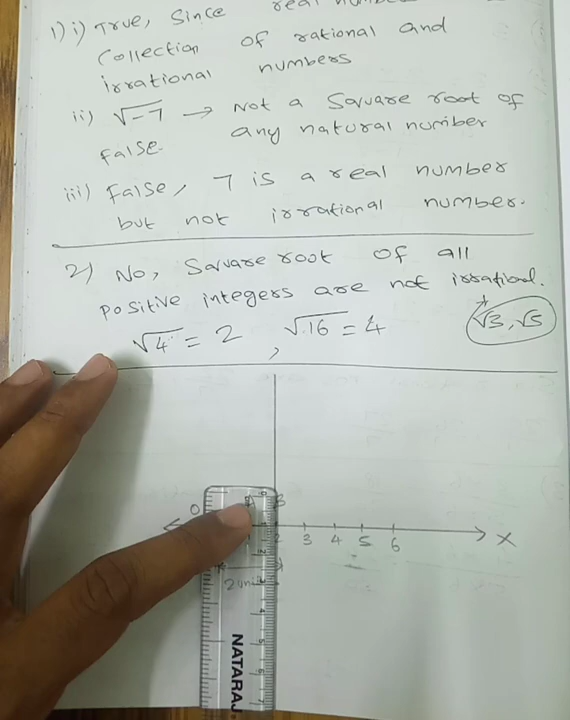 1) i) True, Since real
Collection of rational and
irrational numbers
ii) √-7 → Not a Square root of
any natural number
False.
iii) False, 7 is a real number
but not irrational number.
2) No, Square root of all
Positive integers are not irrational.
√4 = 2, √16 = 4
√3, √5
0
3 4 5 6 X
2
NATARAJ